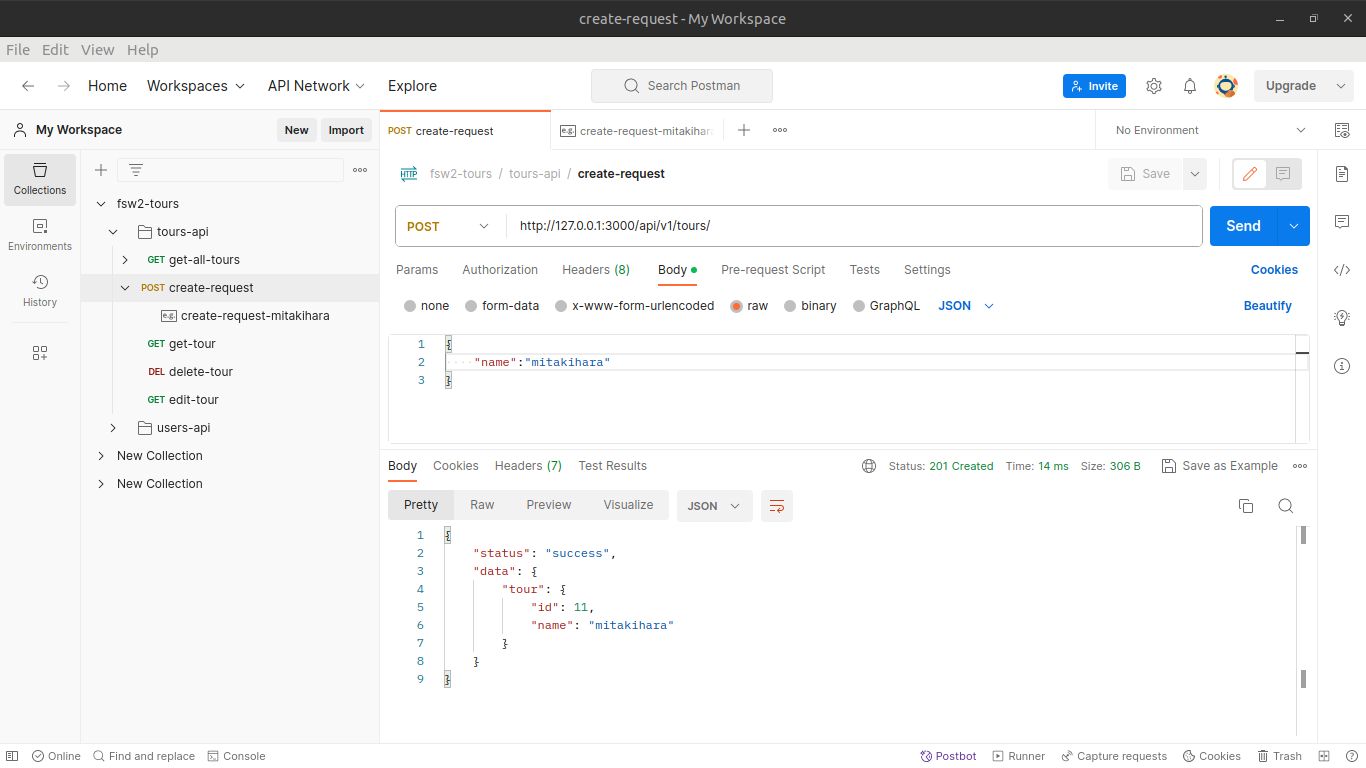 create-request - My Workspace
File Edit View Help
Home Workspaces API Network Explore Search Postman Invite Upgrade
My Workspace New Import
POST create-request e.g. create-request-mitakihar No Environment
Collections
Environments
History
fsw2-tours
tours-api
GET get-all-tours
POST create-request
e.g. create-request-mitakihara
GET get-tour
DEL delete-tour
GET edit-tour
users-api
New Collection
New Collection
HTTP fsw2-tours / tours-api / create-request Save
POST http://127.0.0.1:3000/api/v1/tours/ Send
Params Authorization Headers (8) Body Pre-request Script Tests Settings Cookies
none form-data x-www-form-urlencoded raw binary GraphQL JSON Beautify
1 {
2 "name":"mitakihara"
3 }
Body Cookies Headers (7) Test Results Status: 201 Created Time: 14 ms Size: 306 B Save as Example
Pretty Raw Preview Visualize JSON
1 {
2 "status": "success",
3 "data": {
4 "tour": {
5 "id": 11,
6 "name": "mitakihara"
7 }
8 }
9 }
Online Find and replace Console Postbot Runner Capture requests Cookies Trash